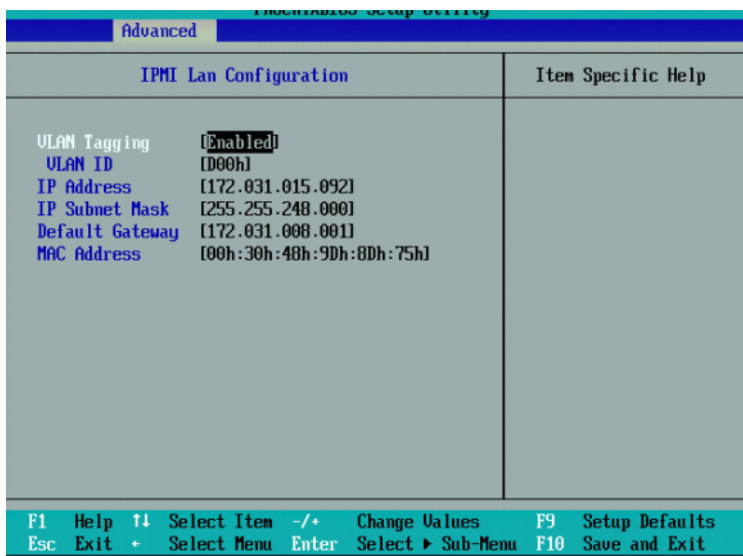 Setup Utility
Advanced
IPMI Lan Configuration
Item Specific Help
VLAN Tagging [Enabled]
VLAN ID [D00h]
IP Address [172.031.015.092]
IP Subnet Mask [255.255.248.000]
Default Gateway [172.031.008.001]
MAC Address [00h:30h:48h:9Dh:8Dh:75h]
F1 Help ↑↓ Select Item -/+ Change Values F9 Setup Defaults
Esc Exit ← Select Menu Enter Select ▶ Sub-Menu F10 Save and Exit